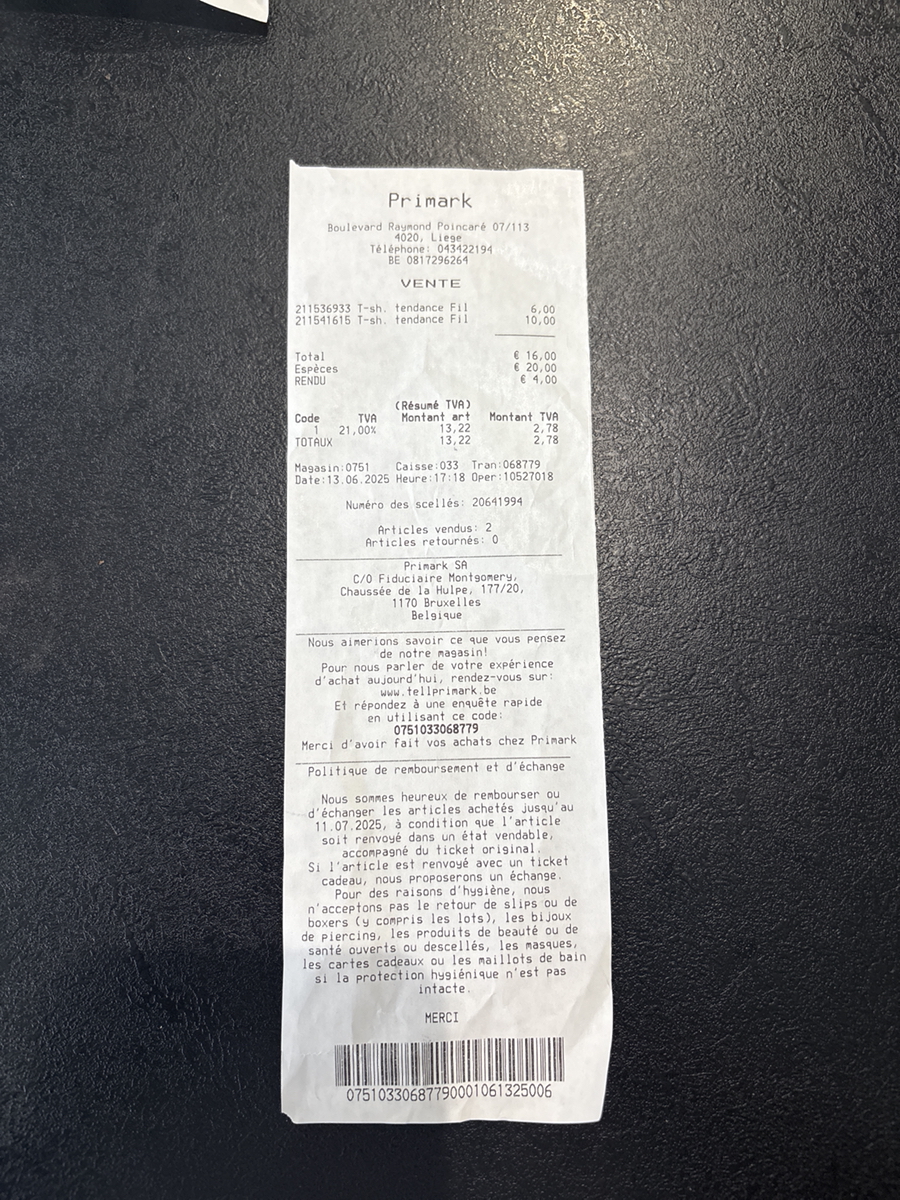 Primark
Boulevard Raymond Poincaré 07/113
4020, Liege
Téléphone: 043422194
BE 0817296264
VENTE
211536933 T-sh. tendance Fil 6,00
211541615 T-sh. tendance Fil 10,00
Total € 16,00
Espèces € 20,00
RENDU € 4,00
(Résumé TVA)
Code TVA Montant art Montant TVA
1 21,00% 13,22 2,78
TOTAUX 13,22 2,78
Magasin:0751 Caisse:033 Tran:068779
Date:13.06.2025 Heure:17:18 Oper:10527018
Numéro des scellés: 20641994
Articles vendus: 2
Articles retournés: 0
Primark SA
C/O Fiduciaire Montgomery,
Chaussée de la Hulpe, 177/20,
1170 Bruxelles
Belgique
Nous aimerions savoir ce que vous pensez
de notre magasin!
Pour nous parler de votre expérience
d'achat aujourd'hui, rendez-vous sur:
www.tellprimark.be
Et répondez à une enquête rapide
en utilisant ce code:
0751033068779
Merci d'avoir fait vos achats chez Primark
Politique de remboursement et d'échange
Nous sommes heureux de rembourser ou
d'échanger les articles achetés jusqu'au
11.07.2025, à condition que l'article
soit renvoyé dans un état vendable,
accompagné du ticket original.
Si l'article est renvoyé avec un ticket
cadeau, nous proposerons un échange.
Pour des raisons d'hygiène, nous
n'acceptons pas le retour de slips ou de
boxers (y compris les lots), les bijoux
de piercing, les produits de beauté ou de
santé ouverts ou descellés, les masques,
les cartes cadeaux ou les maillots de bain
si la protection hygiénique n'est pas
intacte.
MERCI
07510330687790001061325006